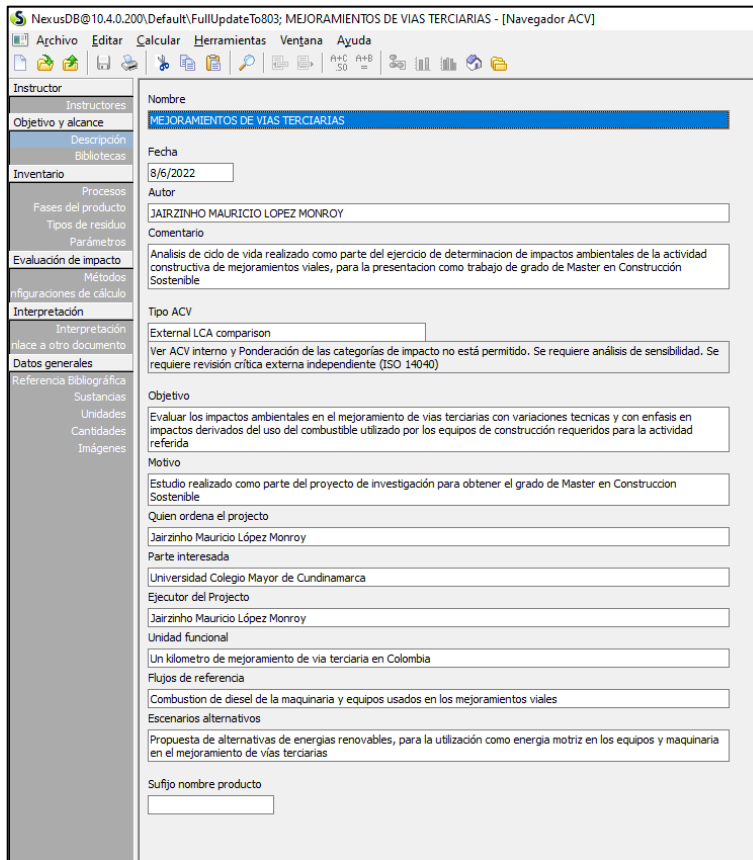 NexusDB@10.4.0.200\Default\FullUpdateTo803; MEJORAMIENTOS DE VIAS TERCIARIAS - [Navegador ACV]
Archivo Editar Calcular Herramientas Ventana Ayuda
A+C 50 A+B =
Instructor
Instructores
Objetivo y alcance
Descripción
Bibliotecas
Inventario
Procesos
Fases del producto
Tipos de residuo
Parámetros
Evaluación de impacto
Métodos
nfiguraciones de cálculo
Interpretación
Interpretación
nlace a otro documento
Datos generales
Referencia Bibliográfica
Sustancias
Unidades
Cantidades
Imágenes
Nombre
MEJORAMIENTOS DE VIAS TERCIARIAS
Fecha
8/6/2022
Autor
JAIRZINHO MAURICIO LOPEZ MONROY
Comentario
Analisis de ciclo de vida realizado como parte del ejercicio de determinacion de impactos ambientales de la actividad
constructiva de mejoramientos viales, para la presentacion como trabajo de grado de Master en Construcción
Sostenible
Tipo ACV
External LCA comparison
Ver ACV interno y Ponderación de las categorías de impacto no está permitido. Se requiere análisis de sensibilidad. Se
requiere revisión crítica externa independiente (ISO 14040)
Objetivo
Evaluar los impactos ambientales en el mejoramiento de vias terciarias con variaciones tecnicas y con enfasis en
impactos derivados del uso del combustible utilizado por los equipos de construcción requeridos para la actividad
referida
Motivo
Estudio realizado como parte del proyecto de investigación para obtener el grado de Master en Construccion
Sostenible
Quien ordena el projecto
Jairzinho Mauricio López Monroy
Parte interesada
Universidad Colegio Mayor de Cundinamarca
Ejecutor del Projecto
Jairzinho Mauricio López Monroy
Unidad funcional
Un kilometro de mejoramiento de via terciaria en Colombia
Flujos de referencia
Combustion de diesel de la maquinaria y equipos usados en los mejoramientos viales
Escenarios alternativos
Propuesta de alternativas de energias renovables, para la utilización como energia motriz en los equipos y maquinaria
en el mejoramiento de vías terciarias
Sufijo nombre producto